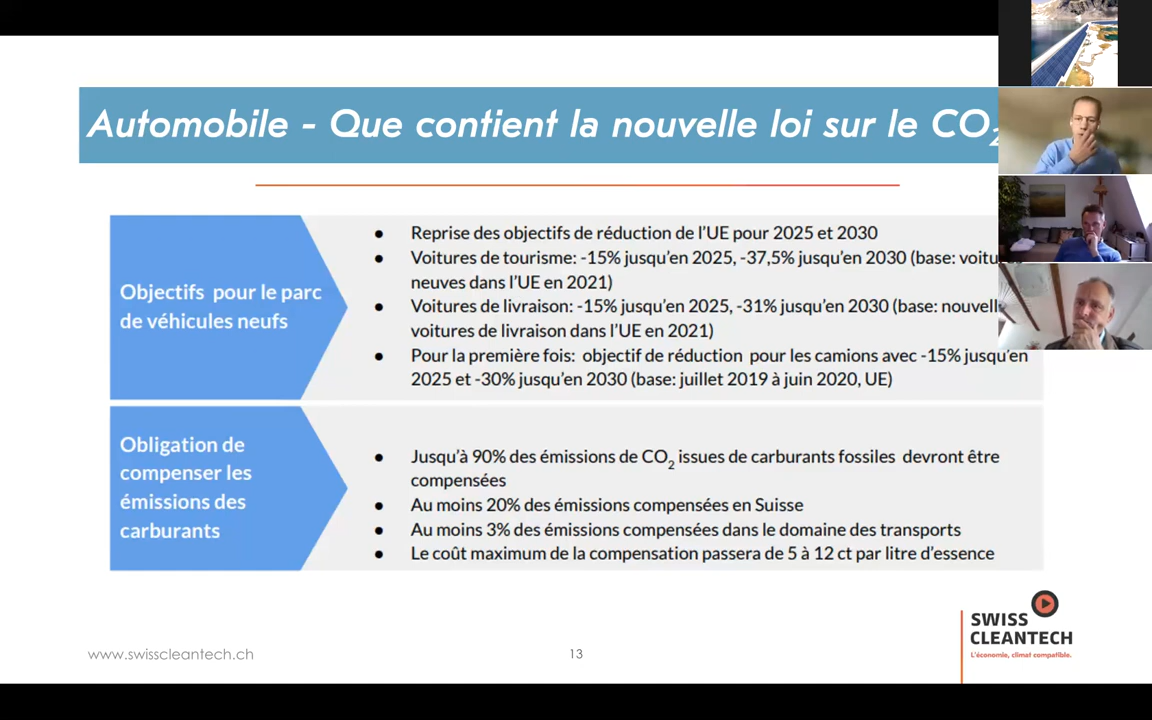 Automobile - Que contient la nouvelle loi sur le CO2
Objectifs pour le parc
de véhicules neufs
● Reprise des objectifs de réduction de l'UE pour 2025 et 2030
● Voitures de tourisme: -15% jusqu'en 2025, -37,5% jusqu'en 2030 (base:
neuves dans l'UE en 2021)
● Voitures de livraison: -15% jusqu'en 2025, -31% jusqu'en 2030 (base:
voitures de livraison dans l'UE en 2021)
● Pour la première fois: objectif de réduction pour les camions avec -15% jusqu'en
2025 et -30% jusqu'en 2030 (base: juillet 2019 à juin 2020, UE)
Obligation de
compenser les
émissions des
carburants
● Jusqu'à 90% des émissions de CO2 issues de carburants fossiles devront être
compensées
● Au moins 20% des émissions compensées en Suisse
● Au moins 3% des émissions compensées dans le domaine des transports
● Le coût maximum de la compensation passera de 5 à 12 ct par litre d'essence
www.swisscleantech.ch
13
SWISS
CLEANTECH
L'économie, climat compatible.